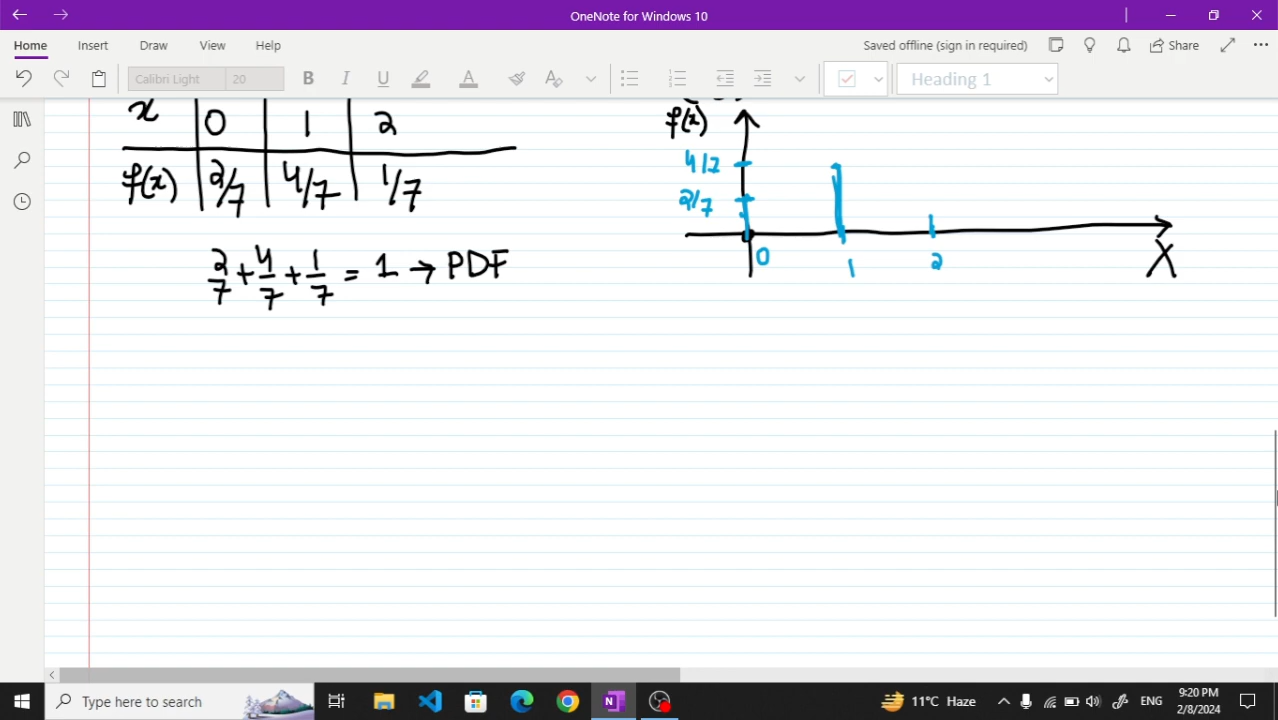 OneNote for Windows 10
Home Insert Draw View Help
Saved offline (sign in required) Share
Calibri Light 20 B I U A Heading 1
x 0 1 2
f(x) 2/7 4/7 1/7
2/7 + 4/7 + 1/7 = 1 → PDF
f(x)
4/7
2/7
0 1 2
X
Type here to search
11°C Haze ENG 9:20 PM
2/8/2024